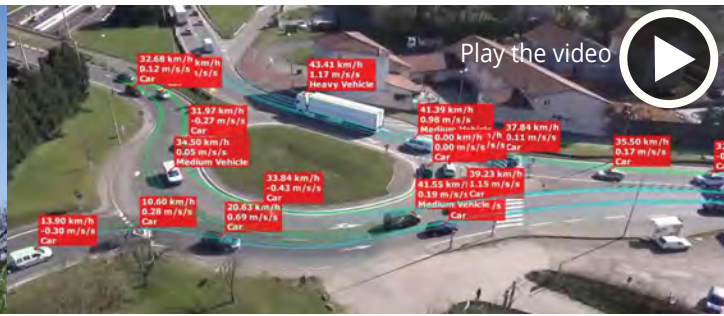 Play the video
32.68 km/h
0.12 m/s/s
Car
43.41 km/h
1.17 m/s/s
Heavy Vehicle
31.97 km/h
-0.27 m/s/s
Car
34.50 km/h
0.05 m/s/s
Medium Vehicle
41.39 km/h
0.98 m/s/s
0.00 km/h
0.00 m/s/s
37.84 km/h
0.11 m/s/s
Car
35.50 km/h
0.17 m/s/s
Car
33.84 km/h
-0.43 m/s/s
Car
39.23 km/h
1.15 m/s/s
Car
41.55 km/h
0.19 m/s/s
Medium Vehicle
Car
10.60 km/h
0.28 m/s/s
Car
20.63 km/h
0.69 m/s/s
Car
13.90 km/h
-0.30 m/s/s
Car